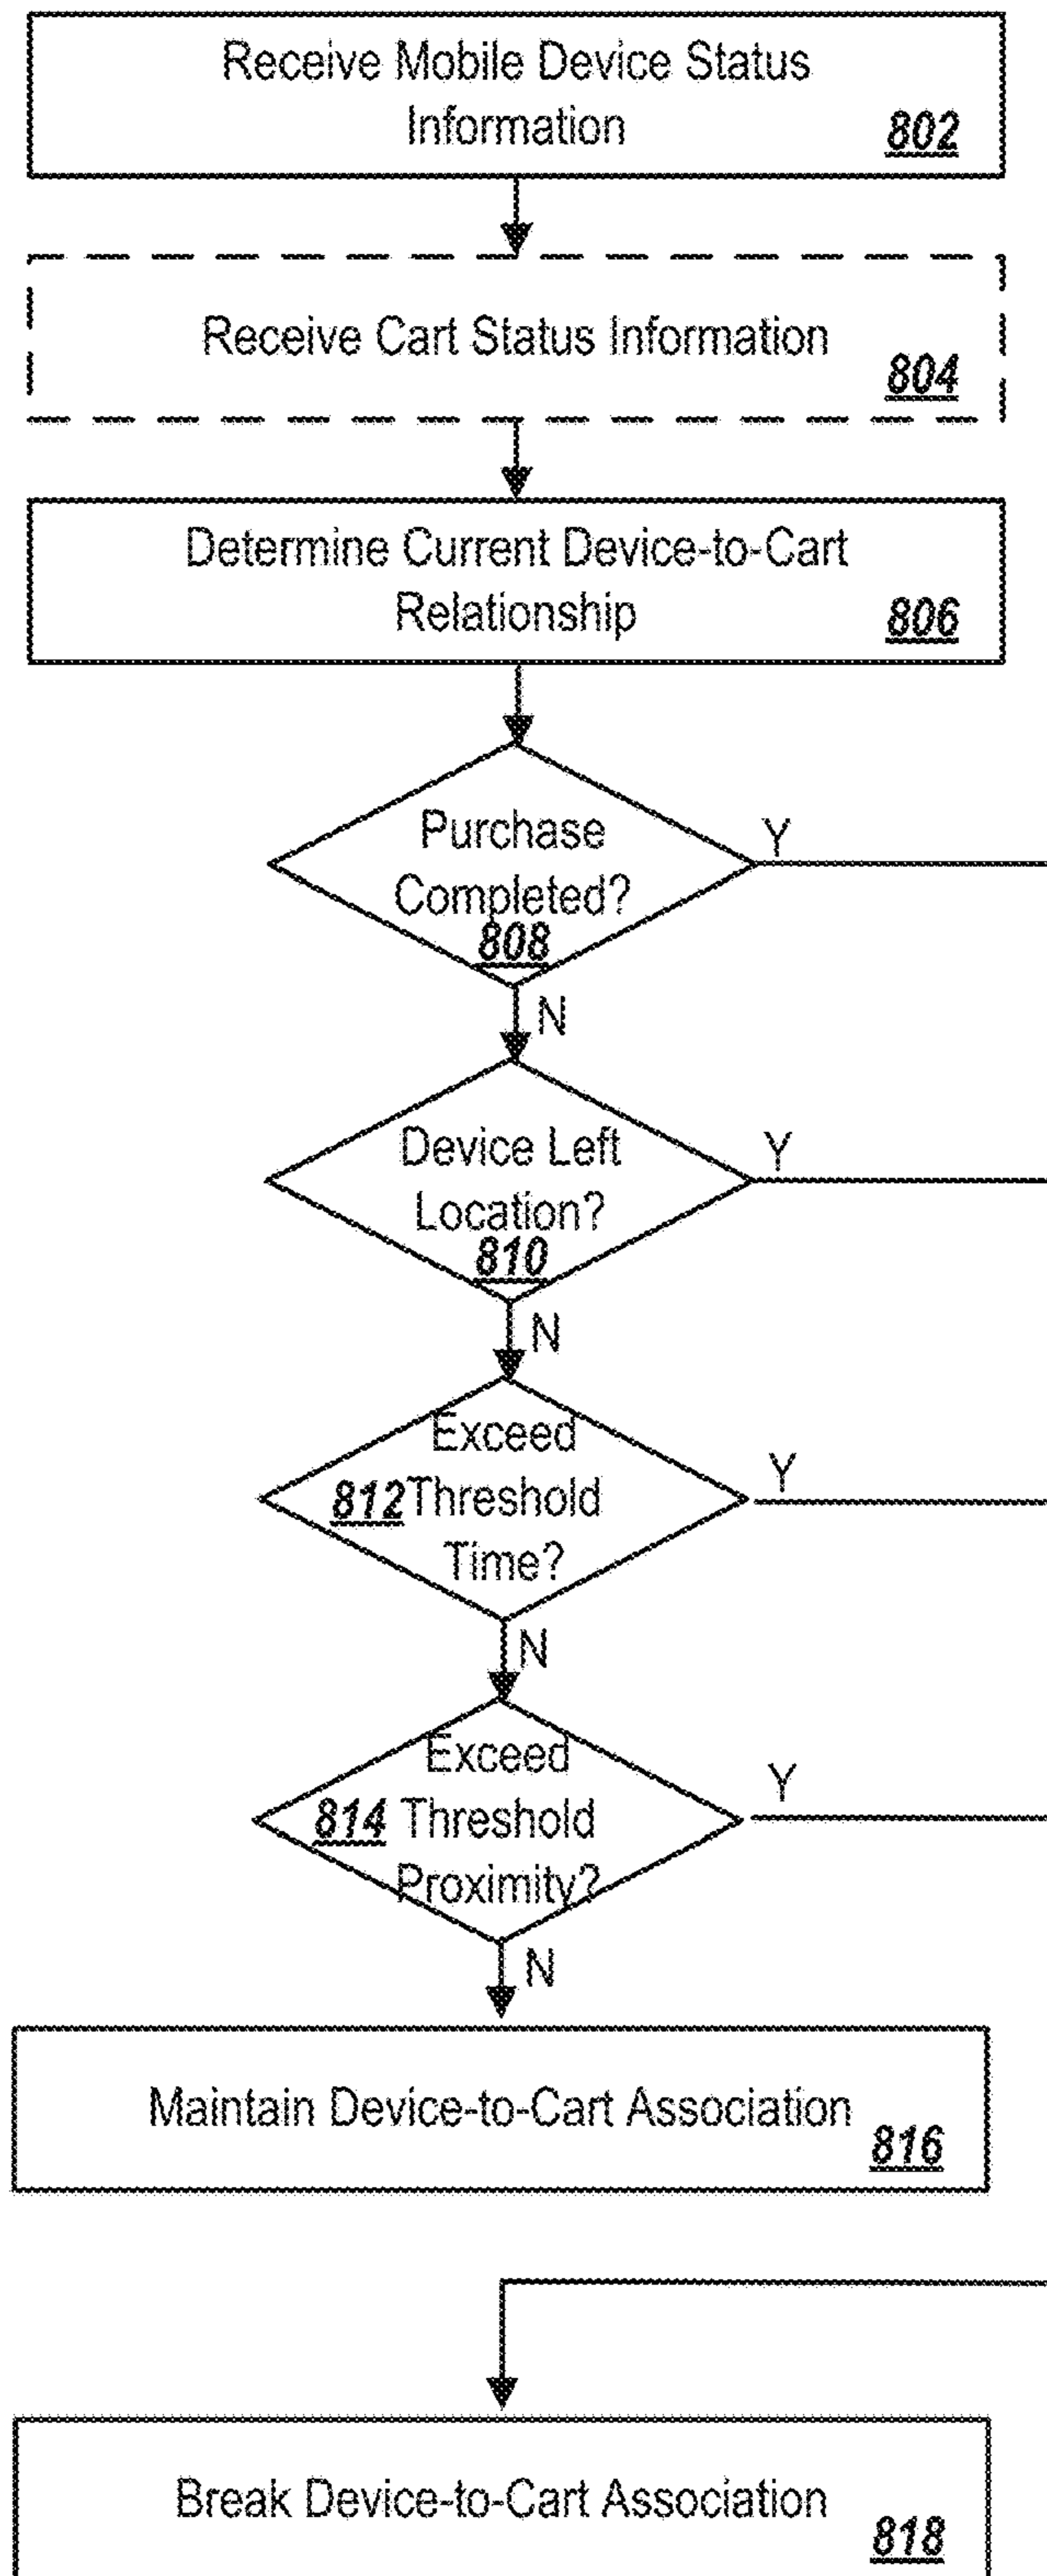 Receive Mobile Device Status
Information 802
Receive Cart Status Information
804
Determine Current Device-to-Cart
Relationship 806
Purchase
Completed?
808
Y
N
Device Left
Location?
810
Y
N
Exceed
812 Threshold
Time?
Y
N
Exceed
814 Threshold
Proximity?
Y
N
Maintain Device-to-Cart Association
816
Break Device-to-Cart Association
818